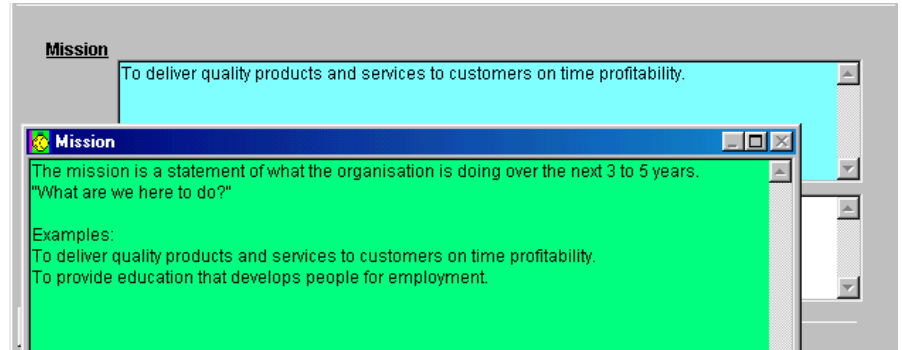 Mission
To deliver quality products and services to customers on time profitability.
Mission
The mission is a statement of what the organisation is doing over the next 3 to 5 years.
"What are we here to do?"
Examples:
To deliver quality products and services to customers on time profitability.
To provide education that develops people for employment.